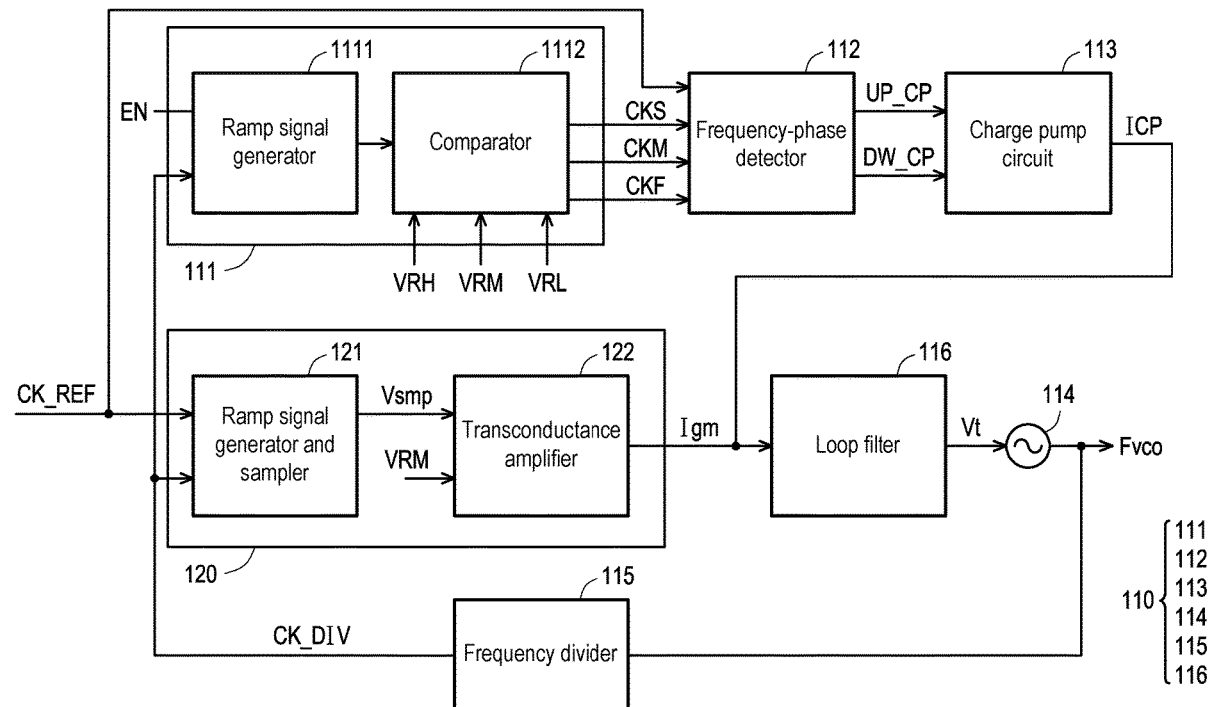 1111
1112
112
113
EN
Ramp signal
generator
Comparator
CKS
CKM
CKF
Frequency-phase
detector
UP_CP
DW_CP
Charge pump
circuit
ICP
111
VRH
VRM
VRL
121
122
116
CK_REF
Ramp signal
generator and
sampler
Vsmp
VRM
Transconductance
amplifier
Igm
Loop filter
Vt
114
Fvco
120
115
CK_DIV
Frequency divider
110
111
112
113
114
115
116